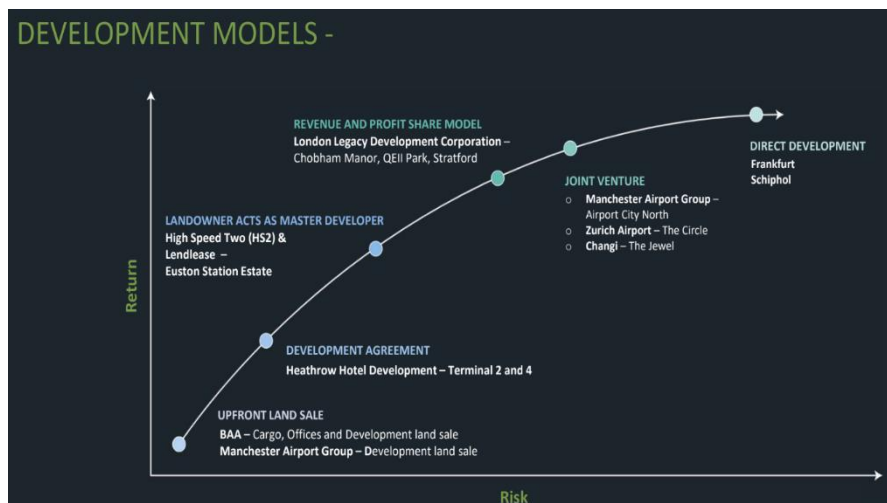 DEVELOPMENT MODELS -
REVENUE AND PROFIT SHARE MODEL
London Legacy Development Corporation –
Chobham Manor, QEII Park, Stratford
DIRECT DEVELOPMENT
Frankfurt
Schiphol
JOINT VENTURE
o Manchester Airport Group –
Airport City North
o Zurich Airport – The Circle
o Changi – The Jewel
LANDOWNER ACTS AS MASTER DEVELOPER
High Speed Two (HS2) &
Lendlease –
Euston Station Estate
Return
DEVELOPMENT AGREEMENT
Heathrow Hotel Development – Terminal 2 and 4
UPFRONT LAND SALE
BAA – Cargo, Offices and Development land sale
Manchester Airport Group – Development land sale
Risk